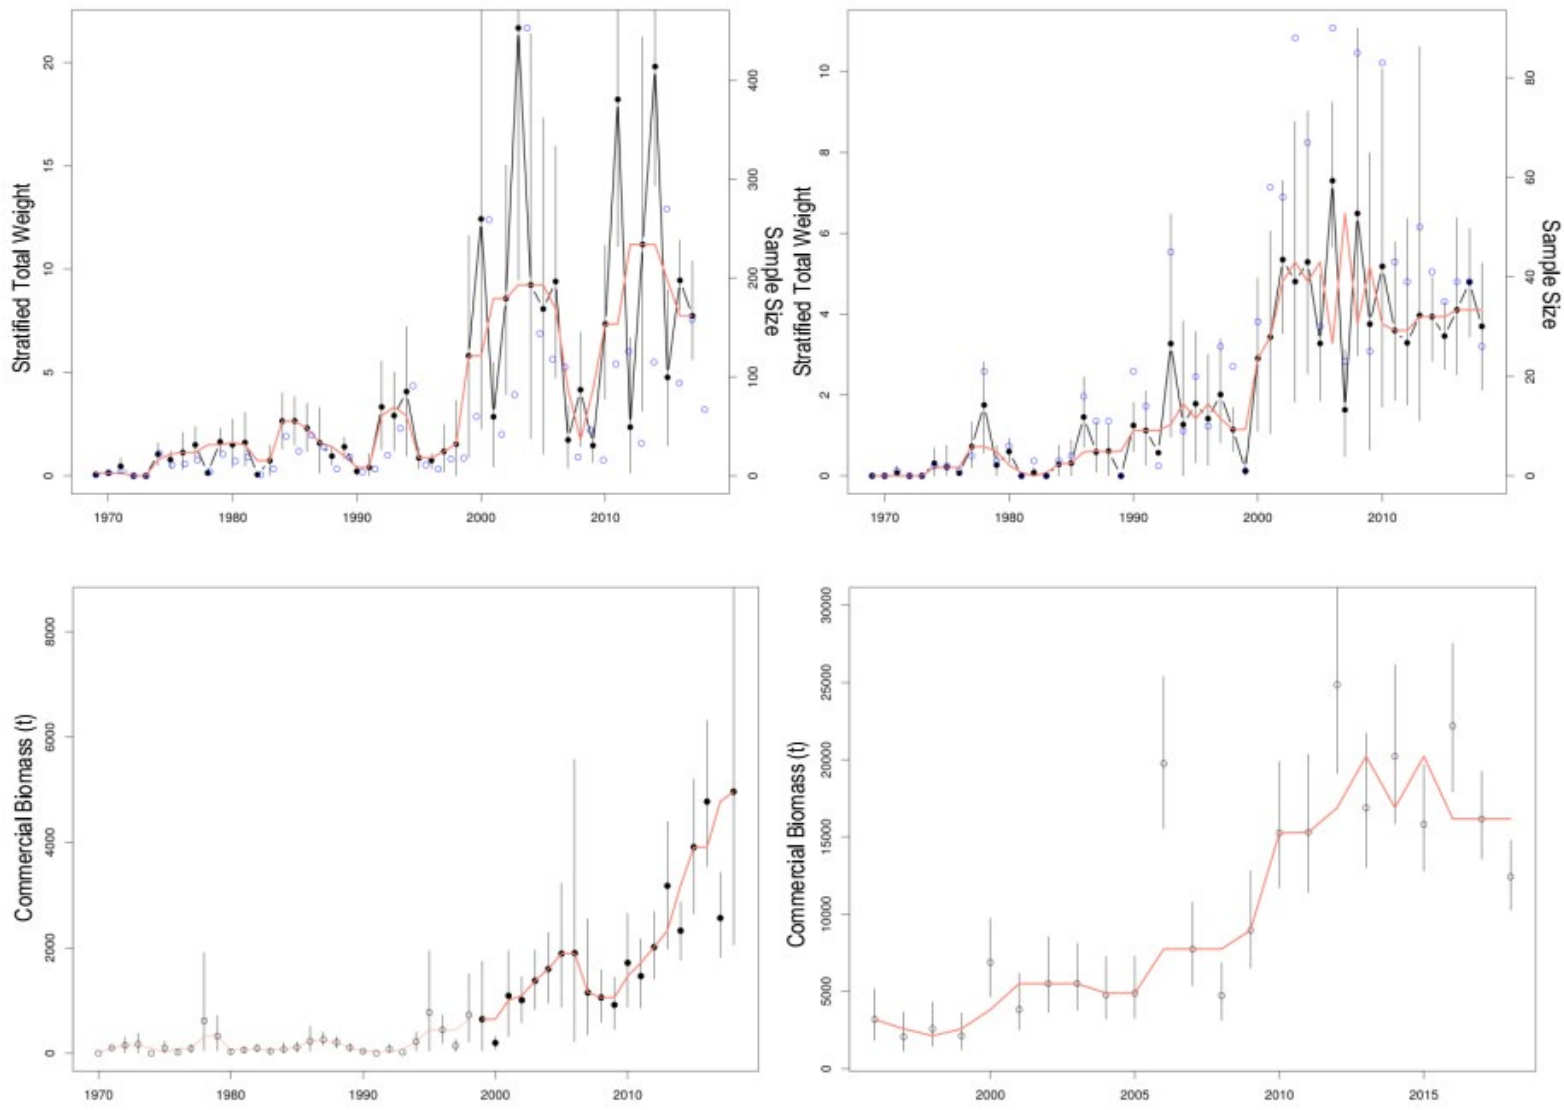 Stratified Total Weight
0 5 10 15 20
0 100 200 300 400
Sample Size
1970 1980 1990 2000 2010
Stratified Total Weight
0 2 4 6 8 10
0 20 40 60 80
Sample Size
1970 1980 1990 2000 2010
Commercial Biomass (t)
0 2000 4000 6000 8000
1970 1980 1990 2000 2010
Commercial Biomass (t)
0 5000 10000 15000 20000 25000 30000
2000 2005 2010 2015